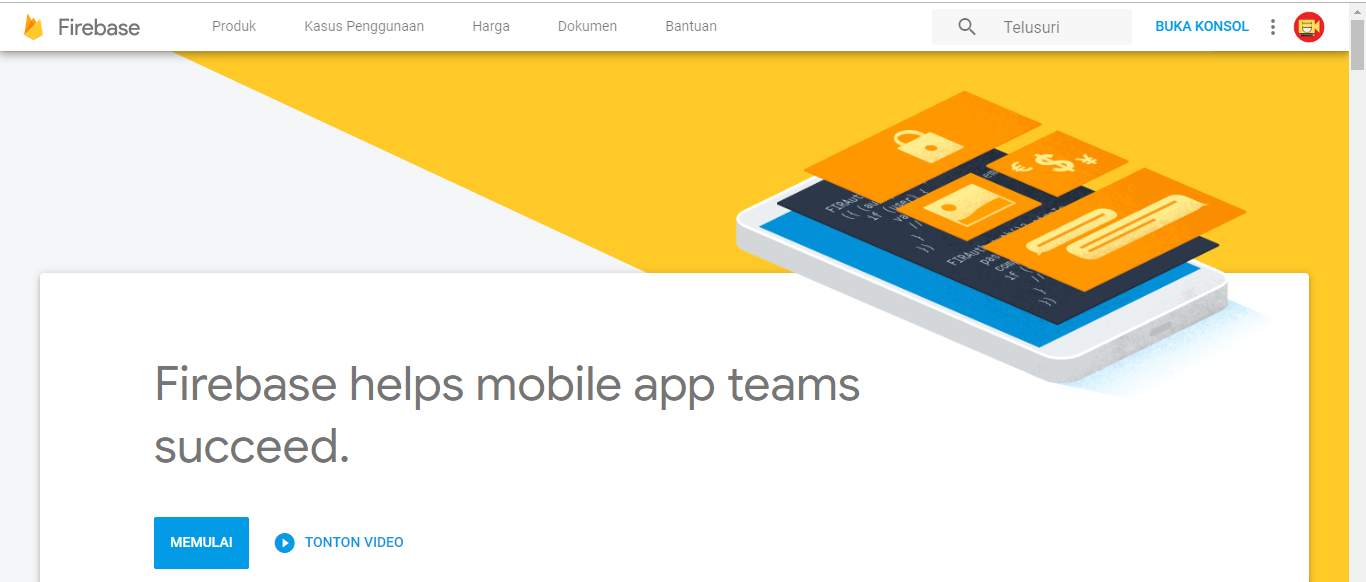 Firebase Produk Kasus Penggunaan Harga Dokumen Bantuan Telusuri BUKA KONSOL
Firebase helps mobile app teams
succeed.
MEMULAI TONTON VIDEO